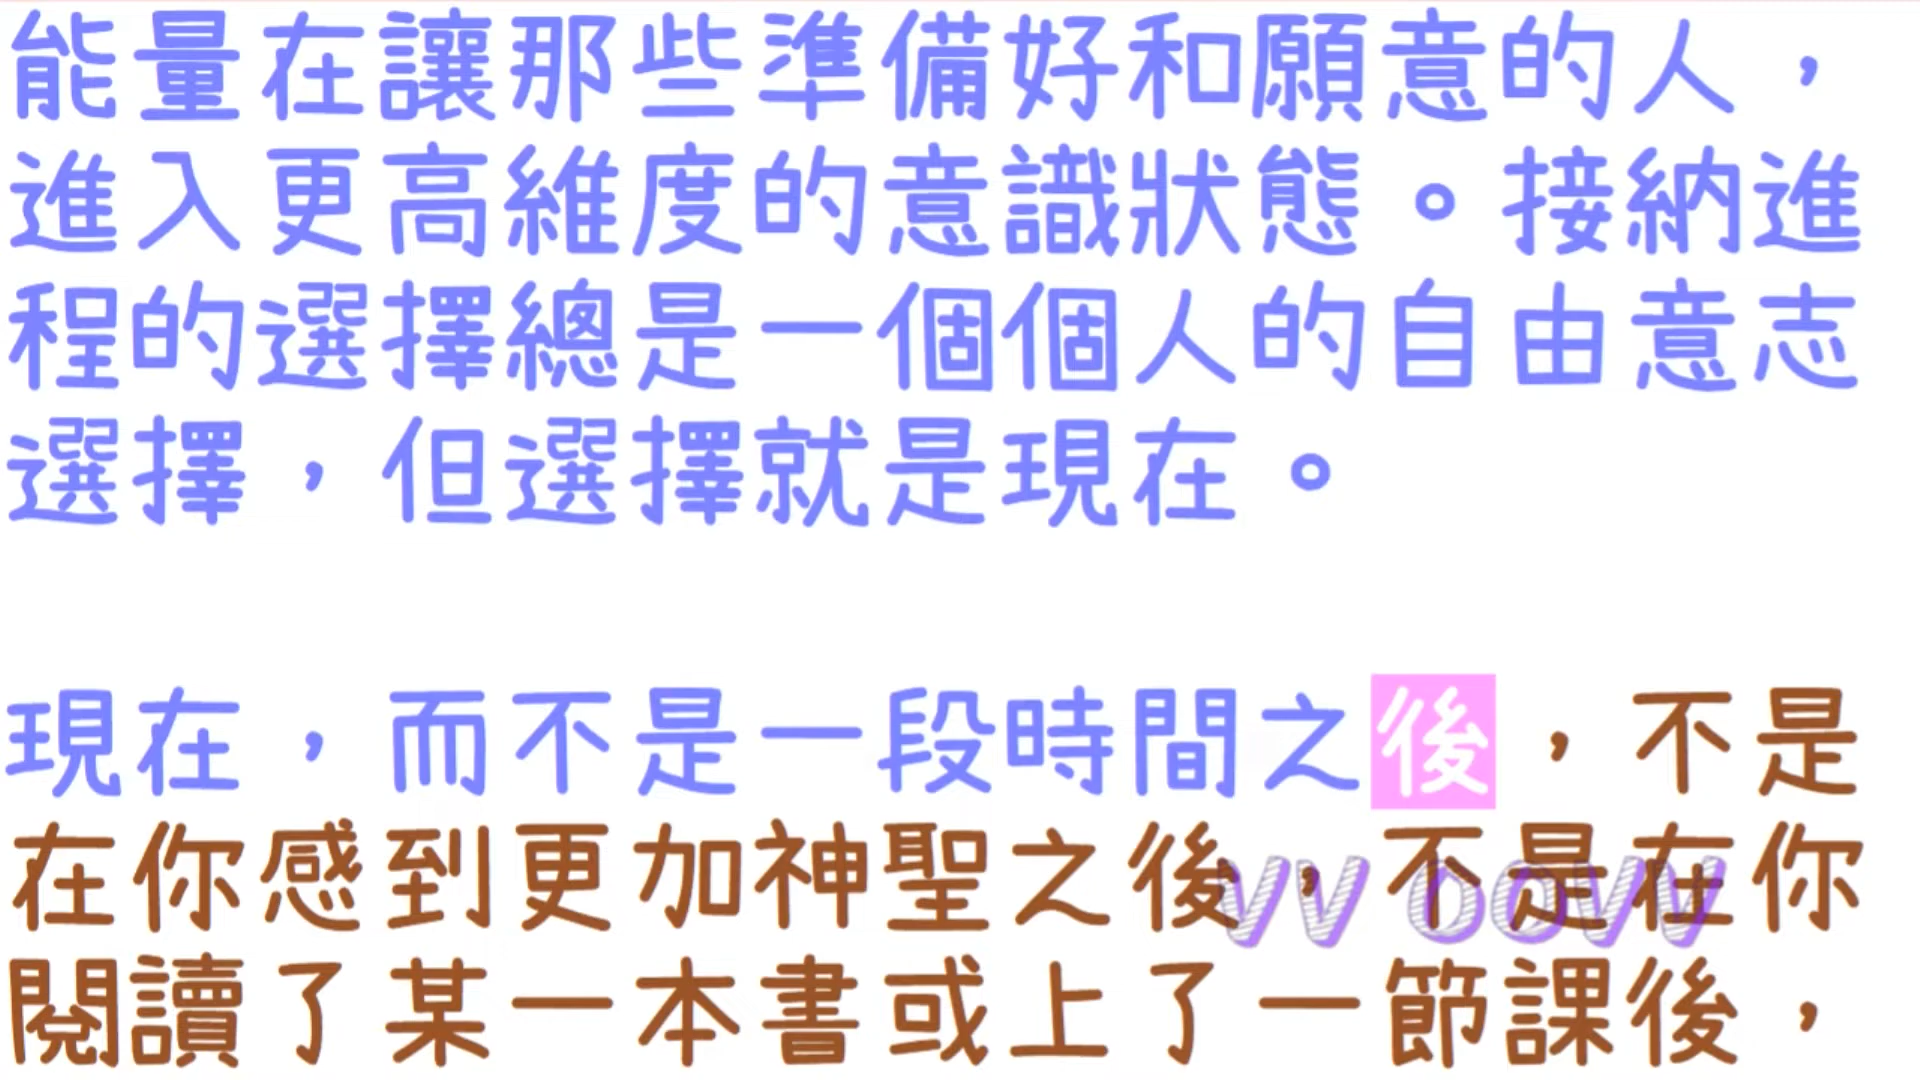 能量在讓那些準備好和願意的人，
進入更高維度的意識狀態。接納進
程的選擇總是一個個人的自由意志
選擇，但選擇就是現在。
現在，而不是一段時間之後，不是
在你感到更加神聖之後，不是在你
閱讀了某一本書或上了一節課後，
VV OOVV